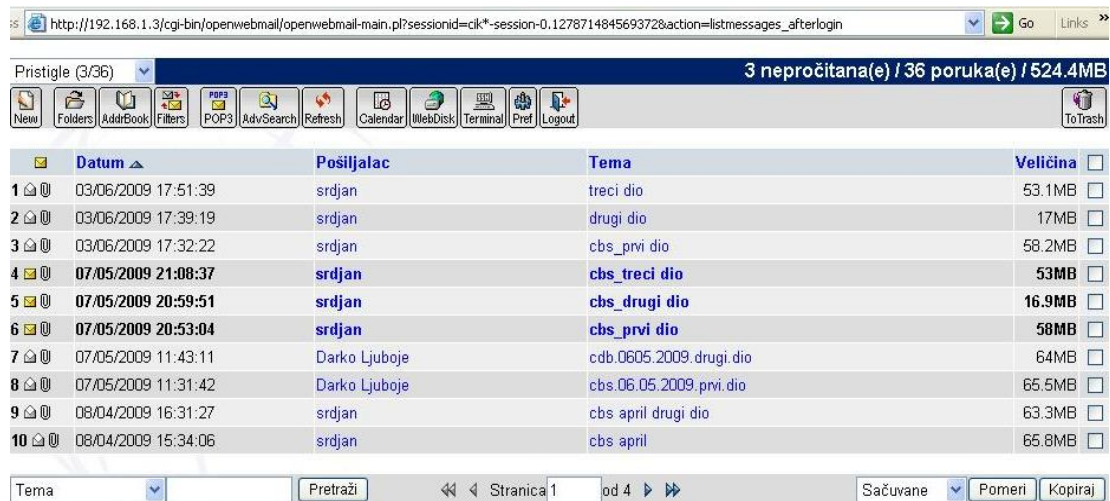 http://192.168.1.3/cgi-bin/openwebmail/openwebmail-main.pl?sessionid=cik*-session-0.127871484569372&action=listmessages_afterlogin Go Links »
Pristigle (3/36) 3 nepročitana(e) / 36 poruka(e) / 524.4MB
New Folders AddrBook Filters POP3 AdvSearch Refresh Calendar WebDisk Terminal Pref Logout ToTrash
Datum Pošiljalac Tema Veličina
1 03/06/2009 17:51:39 srdjan treci dio 53.1MB
2 03/06/2009 17:39:19 srdjan drugi dio 17MB
3 03/06/2009 17:32:22 srdjan cbs_prvi dio 58.2MB
4 07/05/2009 21:08:37 srdjan cbs_treci dio 53MB
5 07/05/2009 20:59:51 srdjan cbs_drugi dio 16.9MB
6 07/05/2009 20:53:04 srdjan cbs_prvi dio 58MB
7 07/05/2009 11:43:11 Darko Ljuboje cdb.0605.2009.drugi.dio 64MB
8 07/05/2009 11:31:42 Darko Ljuboje cbs.06.05.2009.prvi.dio 65.5MB
9 08/04/2009 16:31:27 srdjan cbs april drugi dio 63.3MB
10 08/04/2009 15:34:06 srdjan cbs april 65.8MB
Tema Pretraži Stranica 1 od 4 Sačuvane Pomeri Kopiraj